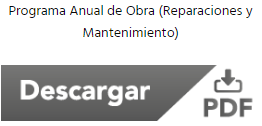 Programa Anual de Obra (Reparaciones y
Mantenimiento)
Descargar
PDF